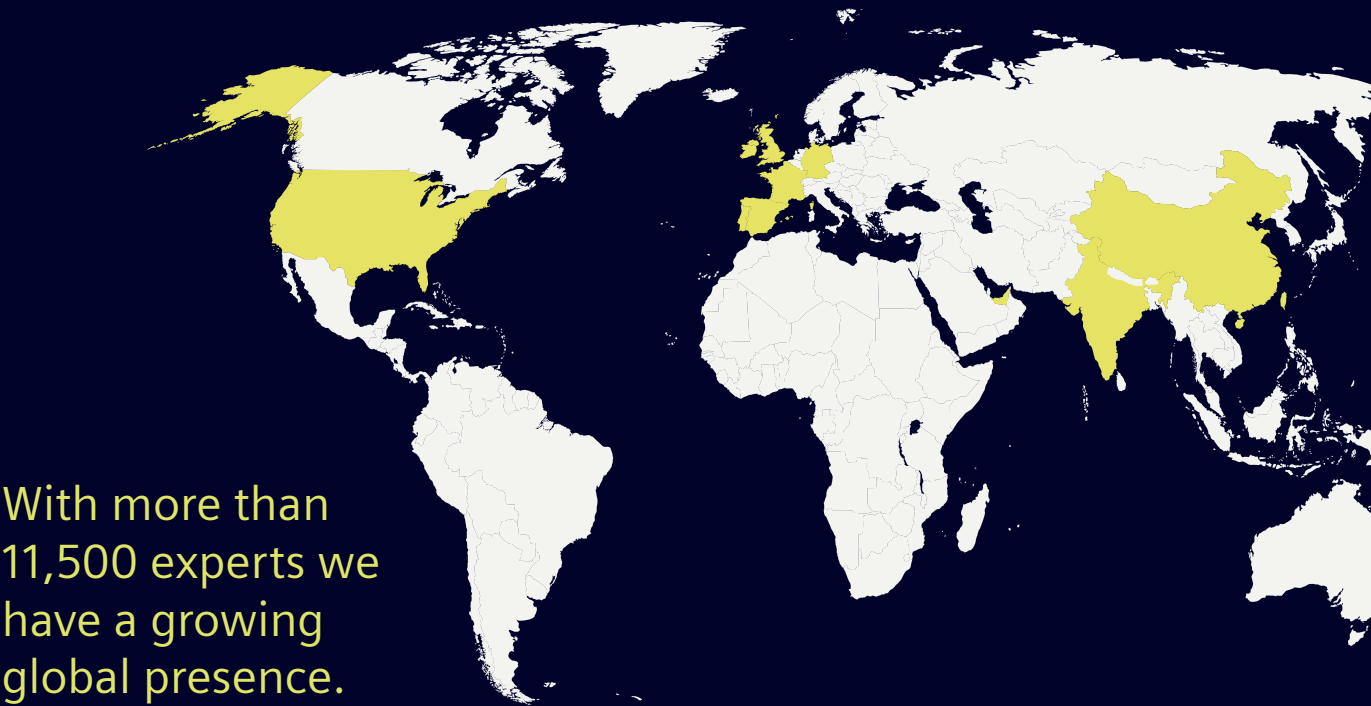 With more than
11,500 experts we
have a growing
global presence.